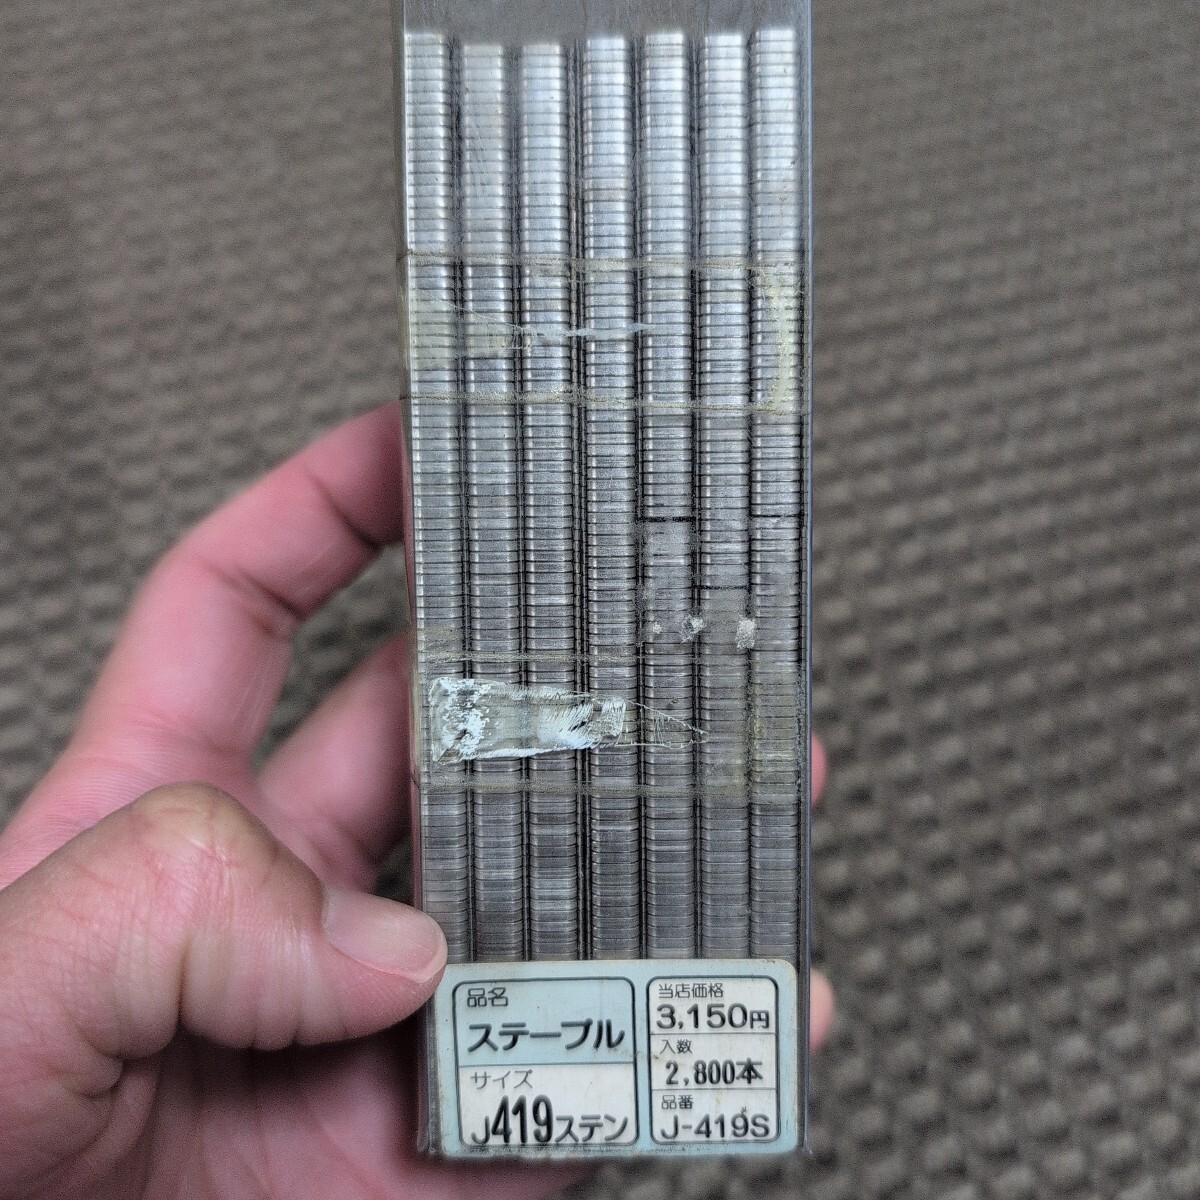 品名
ステープル
サイズ
J419ステン
当店価格
3,150円
入数
2,800本
品番
J-419S